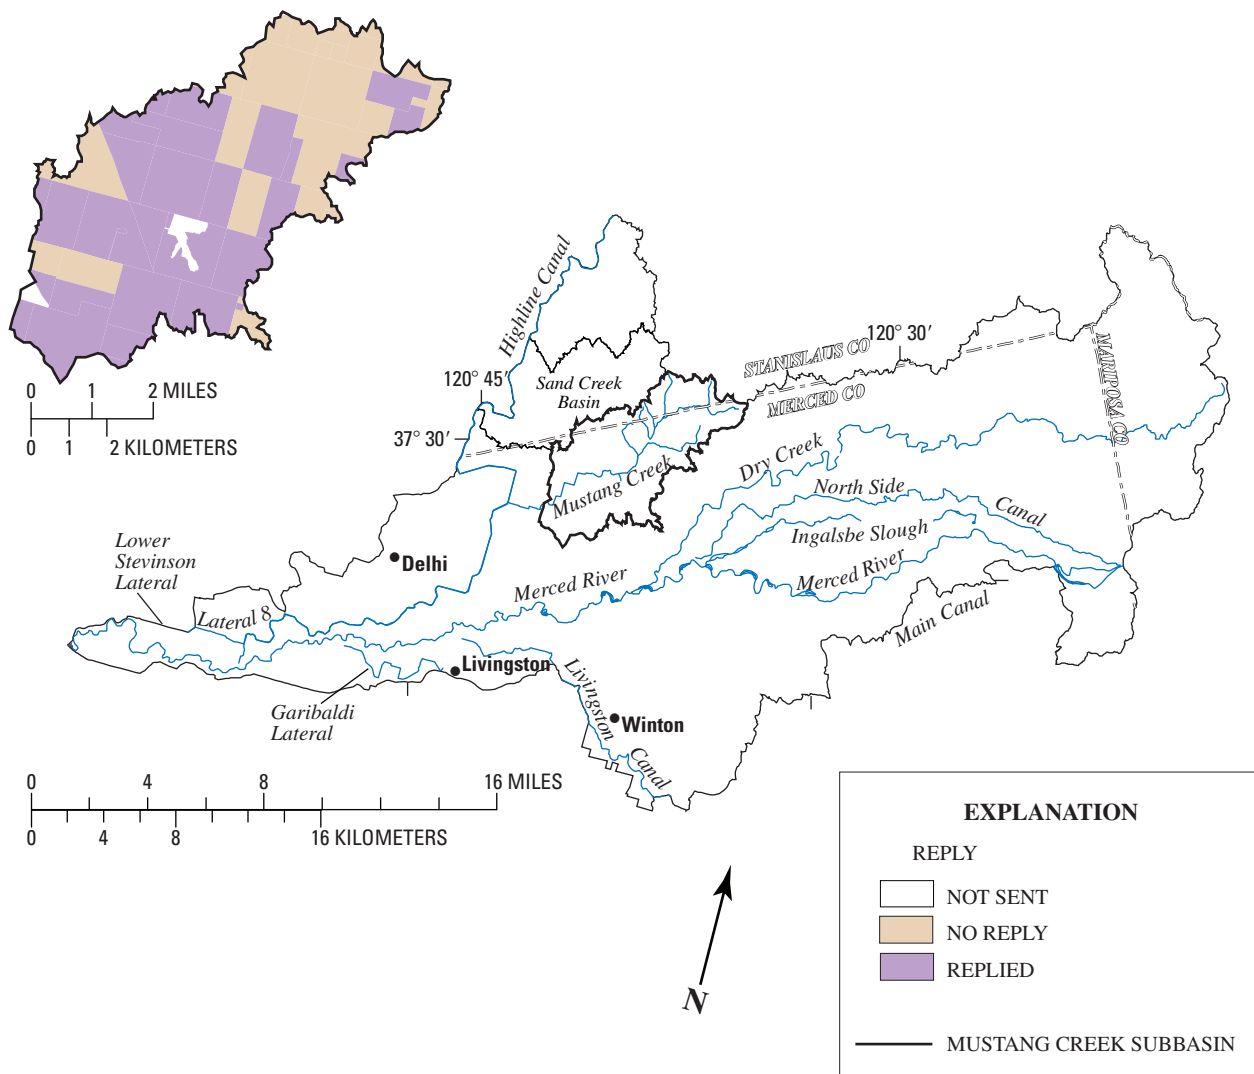 0 1 2 MILES
0 1 2 KILOMETERS
Highline Canal
120° 45′
Sand Creek
Basin
37° 30′
STANISLAUS CO
MERCED CO
120° 30′
MARIPOSA CO
Mustang Creek
Dry Creek
North Side
Canal
Ingalsbe Slough
Merced River
Main Canal
Lower
Stevinson
Lateral
Delhi
Merced River
Lateral 8
Livingston
Garibaldi
Lateral
Livingston
Canal
Winton
0 4 8 16 MILES
0 4 8 16 KILOMETERS
N
EXPLANATION
REPLY
NOT SENT
NO REPLY
REPLIED
MUSTANG CREEK SUBBASIN